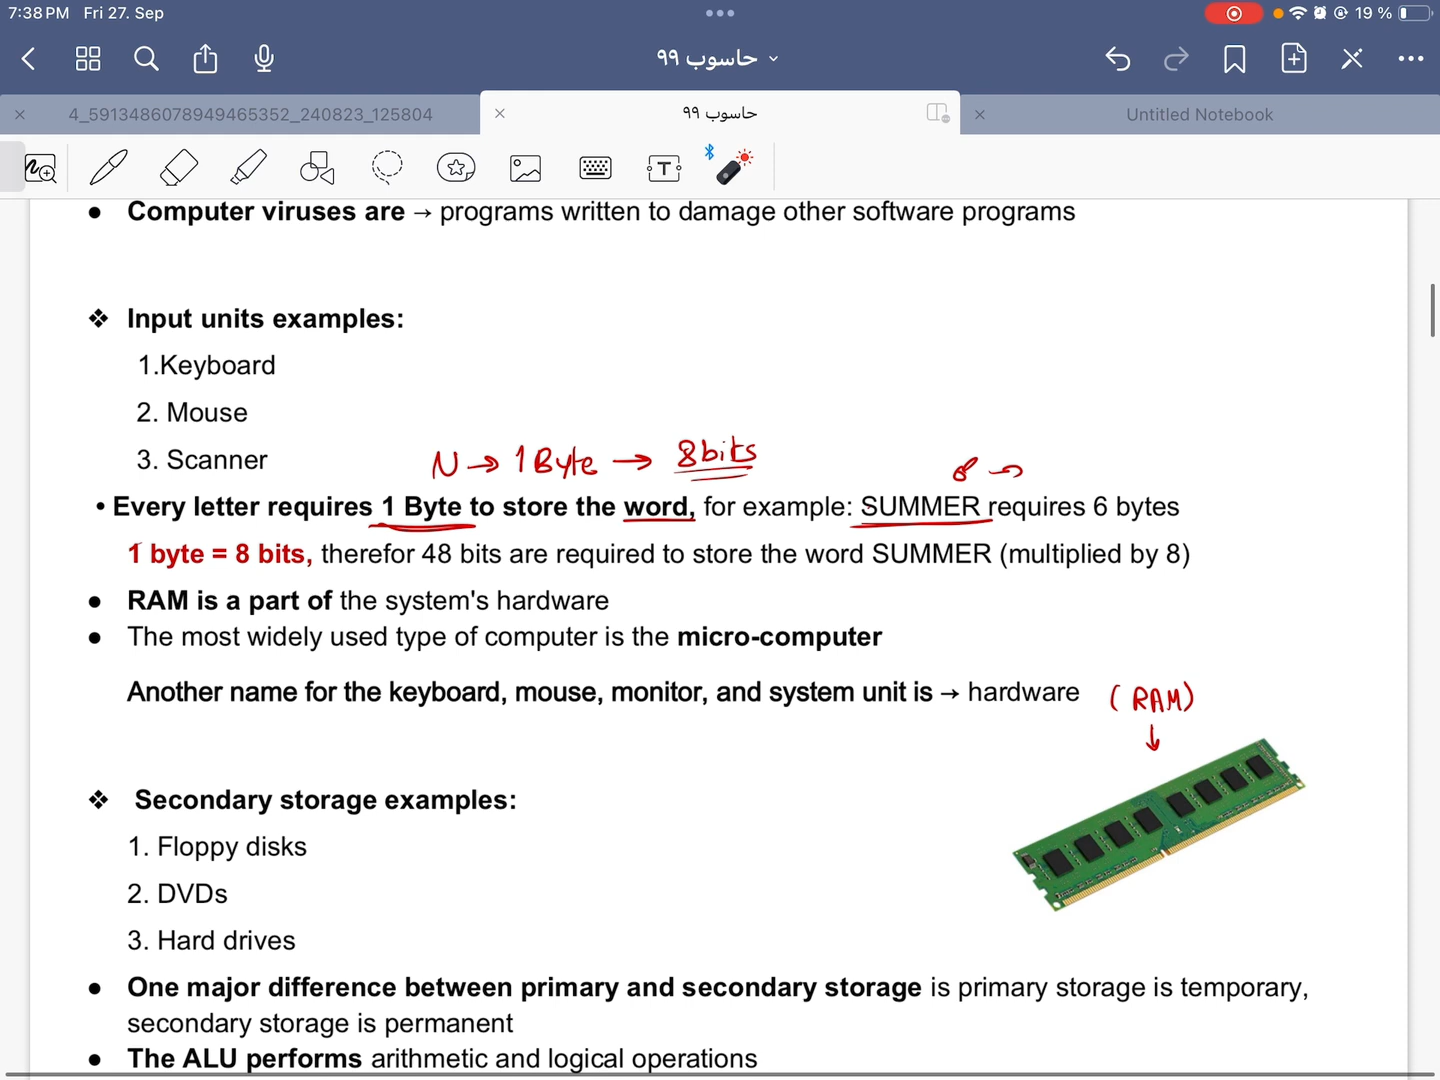 7:38 PM Fri 27. Sep
19 %
حاسوب ٩٩
4_5913486078949465352_240823_125804
حاسوب ٩٩
Untitled Notebook
T
● Computer viruses are → programs written to damage other software programs
❖ Input units examples:
1.Keyboard
2. Mouse
3. Scanner
N → 1 Byte → 8 bits
8
• Every letter requires 1 Byte to store the word, for example: SUMMER requires 6 bytes
1 byte = 8 bits, therefor 48 bits are required to store the word SUMMER (multiplied by 8)
● RAM is a part of the system's hardware
● The most widely used type of computer is the micro-computer
Another name for the keyboard, mouse, monitor, and system unit is → hardware
( RAM )
↓
❖ Secondary storage examples:
1. Floppy disks
2. DVDs
3. Hard drives
● One major difference between primary and secondary storage is primary storage is temporary,
secondary storage is permanent
● The ALU performs arithmetic and logical operations